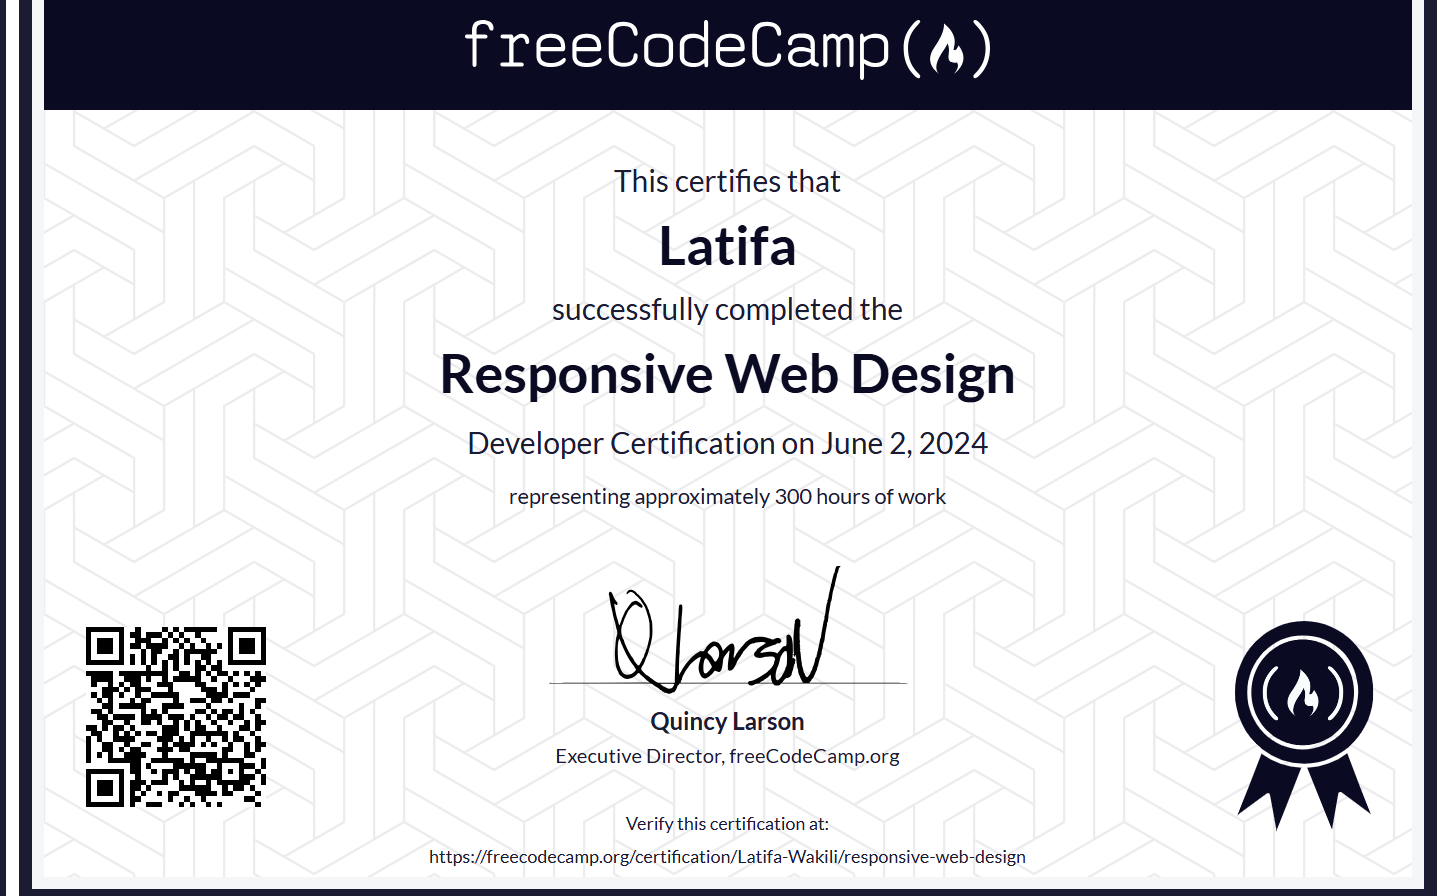 freeCodeCamp
This certifies that
Latifa
successfully completed the
Responsive Web Design
Developer Certification on June 2, 2024
representing approximately 300 hours of work
Q Larson
Quincy Larson
Executive Director, freeCodeCamp.org
Verify this certification at:
https://freecodecamp.org/certification/Latifa-Wakili/responsive-web-design